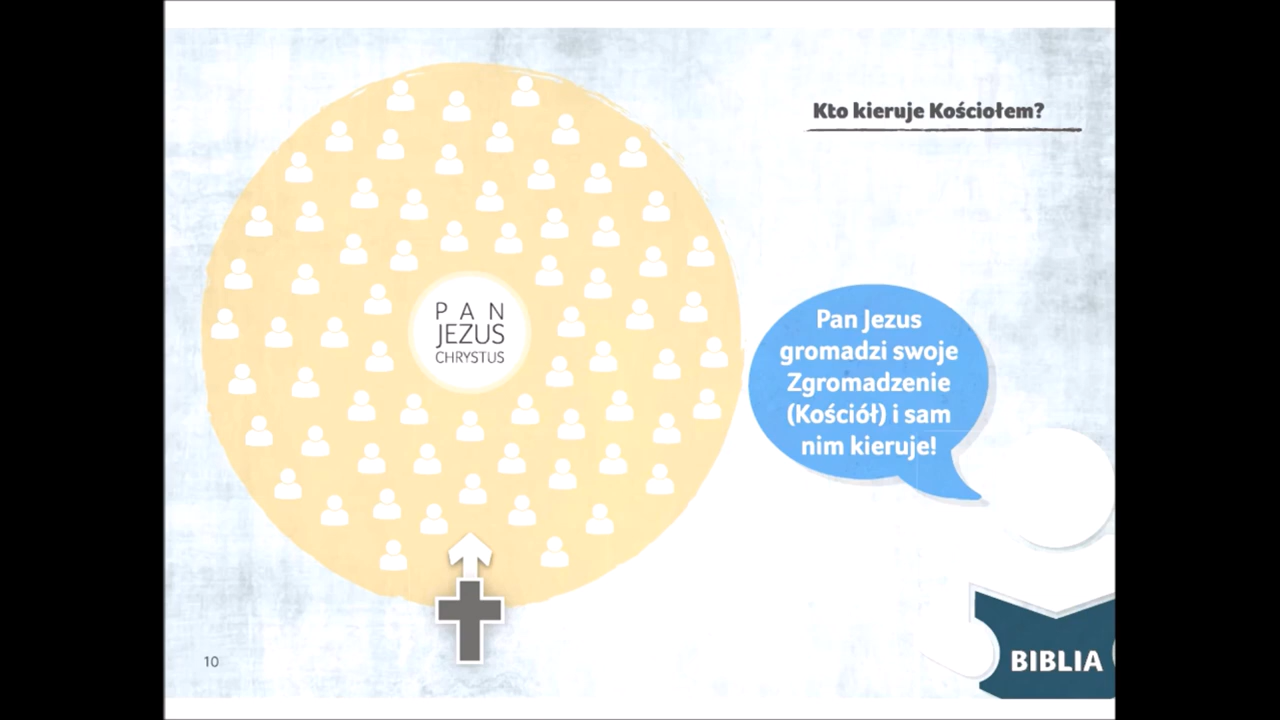 Kto kieruje Kościołem?
PAN
JEZUS
CHRYSTUS
Pan Jezus
gromadzi swoje
Zgromadzenie
(Kościół) i sam
nim kieruje!
BIBLIA
10